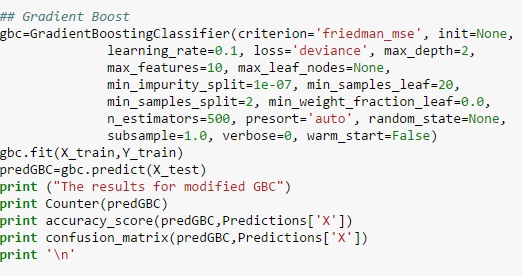 ## Gradient Boost
gbc=GradientBoostingClassifier(criterion='friedman_mse', init=None,
              learning_rate=0.1, loss='deviance', max_depth=2,
              max_features=10, max_leaf_nodes=None,
              min_impurity_split=1e-07, min_samples_leaf=20,
              min_samples_split=2, min_weight_fraction_leaf=0.0,
              n_estimators=500, presort='auto', random_state=None,
              subsample=1.0, verbose=0, warm_start=False)
gbc.fit(X_train,Y_train)
predGBC=gbc.predict(X_test)
print ("The results for modified GBC")
print Counter(predGBC)
print accuracy_score(predGBC,Predictions['X'])
print confusion_matrix(predGBC,Predictions['X'])
print '\n'